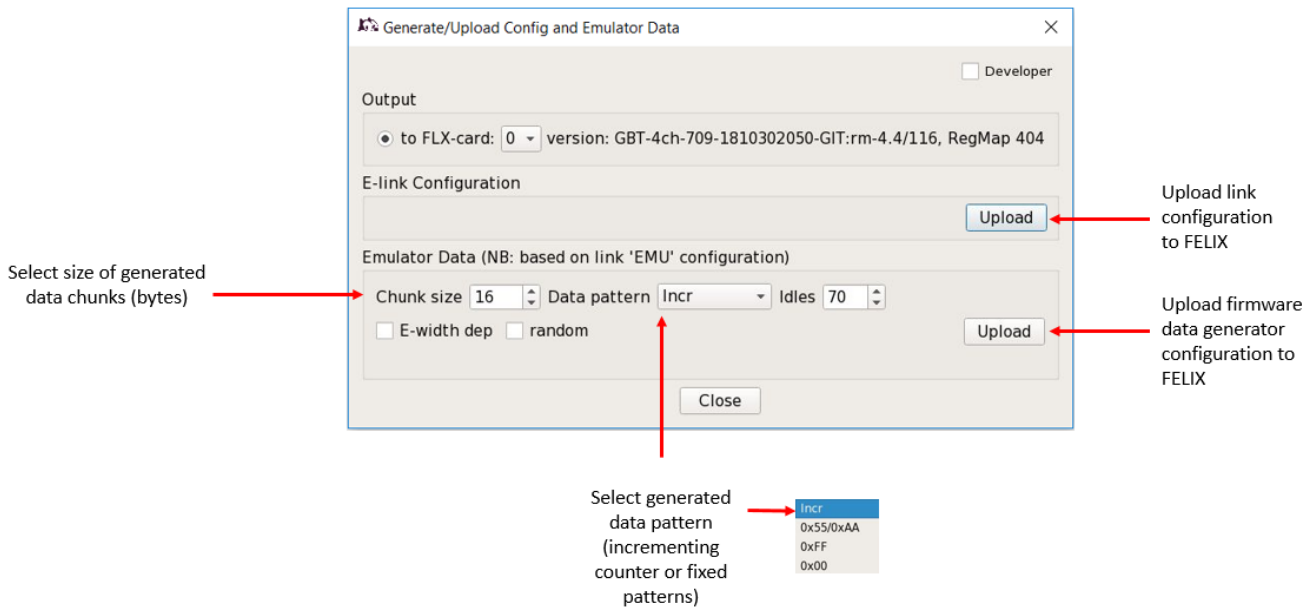 Generate/Upload Config and Emulator Data
Developer
Output
to FLX-card: 0 version: GBT-4ch-709-1810302050-GIT:rm-4.4/116, RegMap 404
E-link Configuration
Upload
Upload link
configuration
to FELIX
Emulator Data (NB: based on link 'EMU' configuration)
Select size of generated
data chunks (bytes)
Chunk size 16 Data pattern Incr Idles 70
E-width dep random
Upload
Upload firmware
data generator
configuration to
FELIX
Close
Select generated
data pattern
(incrementing
counter or fixed
patterns)
Incr
0x55/0xAA
0xFF
0x00